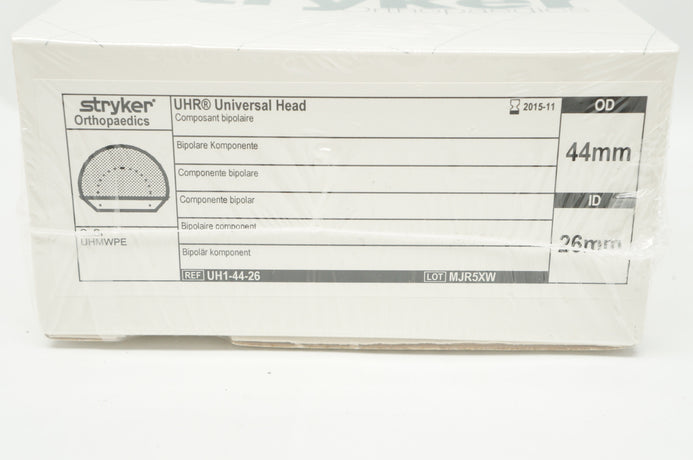 stryker®
Orthopaedics
UHR® Universal Head
2015-11
OD
Composant bipolaire
Bipolare Komponente
44mm
Componente bipolare
Componente bipolar
ID
Bipolaire component
26mm
UHMWPE
Bipolär komponent
REF UH1-44-26
LOT MJR5XW